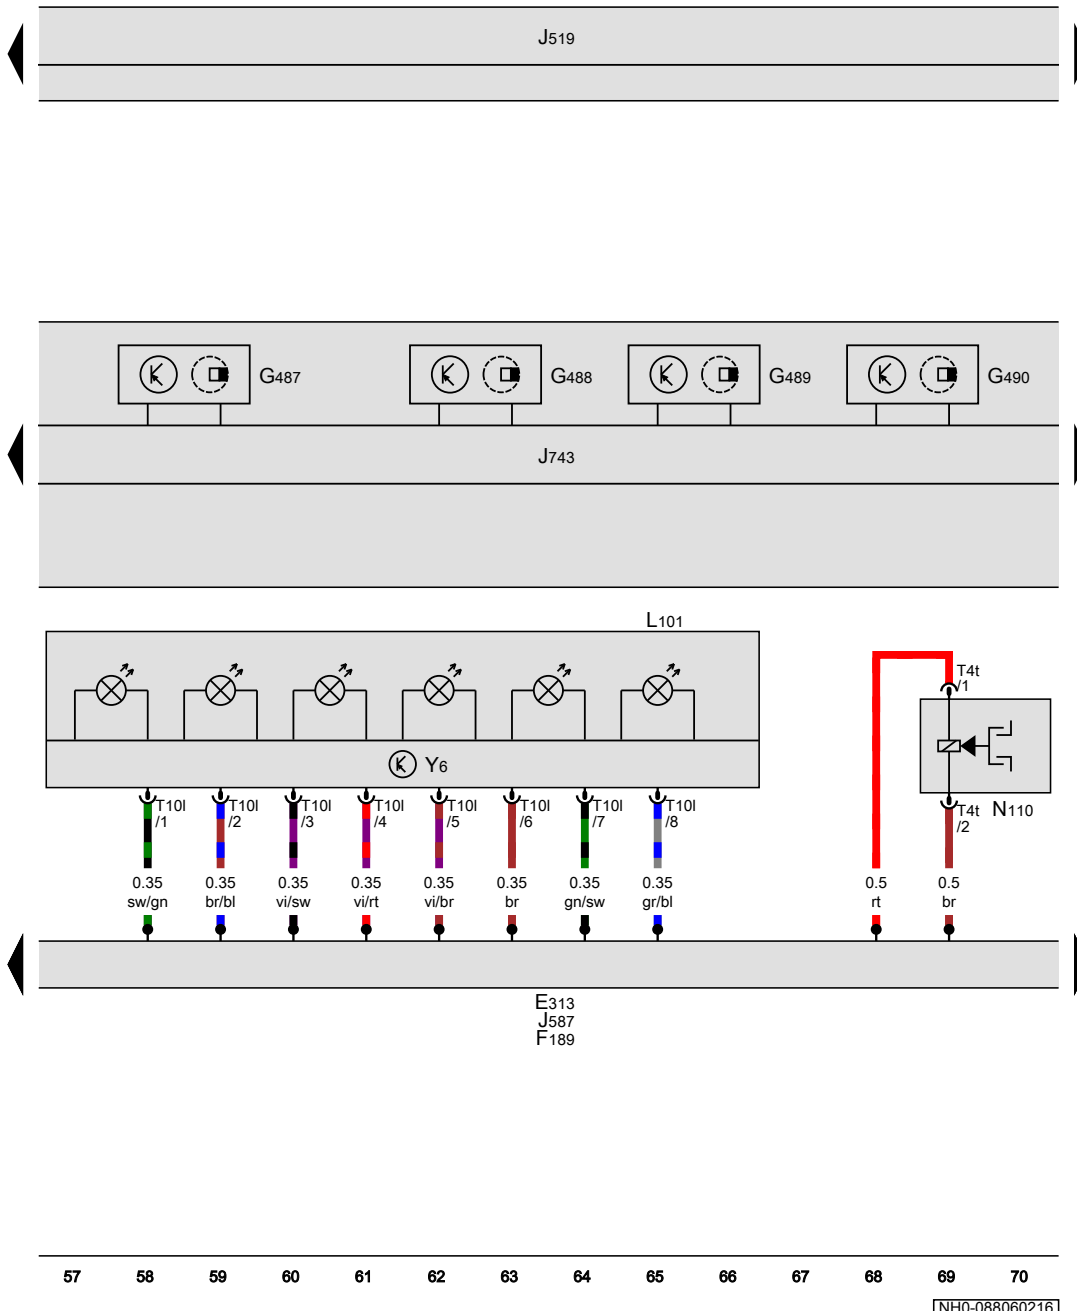 J519
G487 G488 G489 G490
J743
L101
T4t
/1
Y6
T10l T10l T10l T10l T10l T10l T10l T10l
/1 /2 /3 /4 /5 /6 /7 /8
T4t
/2
N110
0.35 0.35 0.35 0.35 0.35 0.35 0.35 0.35 0.5 0.5
sw/gn br/bl vi/sw vi/rt vi/br br gn/sw gr/bl rt br
E313
J587
F189
57 58 59 60 61 62 63 64 65 66 67 68 69 70
NH0-088060216